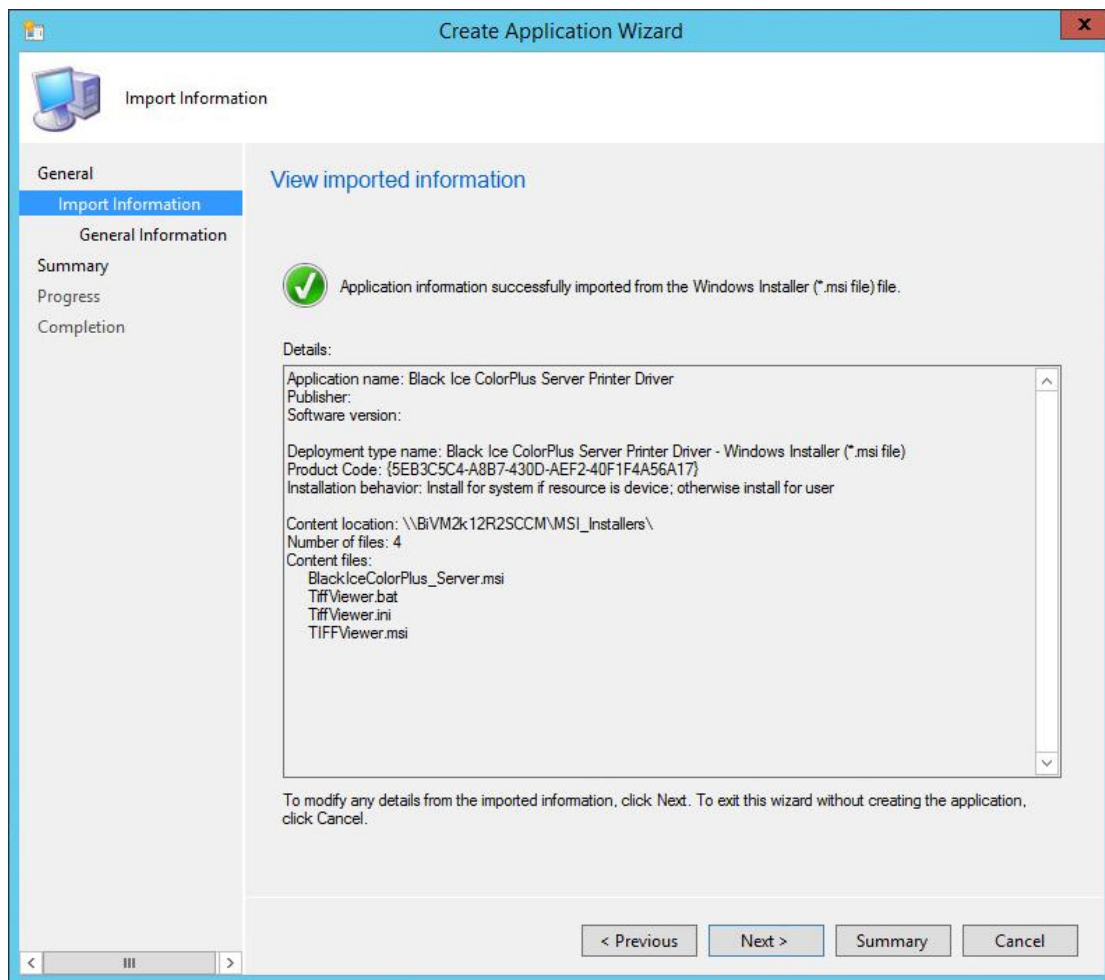 Create Application Wizard
x
Import Information
General
Import Information
General Information
Summary
Progress
Completion
View imported information
Application information successfully imported from the Windows Installer (*.msi file) file.
Details:
Application name: Black Ice ColorPlus Server Printer Driver
Publisher:
Software version:
Deployment type name: Black Ice ColorPlus Server Printer Driver - Windows Installer (*.msi file)
Product Code: {5EB3C5C4-A8B7-430D-AEF2-40F1F4A56A17}
Installation behavior: Install for system if resource is device; otherwise install for user
Content location: \\BiVM2k12R2SCCM\MSI_Installers\
Number of files: 4
Content files:
BlackIceColorPlus_Server.msi
TiffViewer.bat
TiffViewer.ini
TIFFViewer.msi
To modify any details from the imported information, click Next. To exit this wizard without creating the application,
click Cancel.
< Previous
Next >
Summary
Cancel